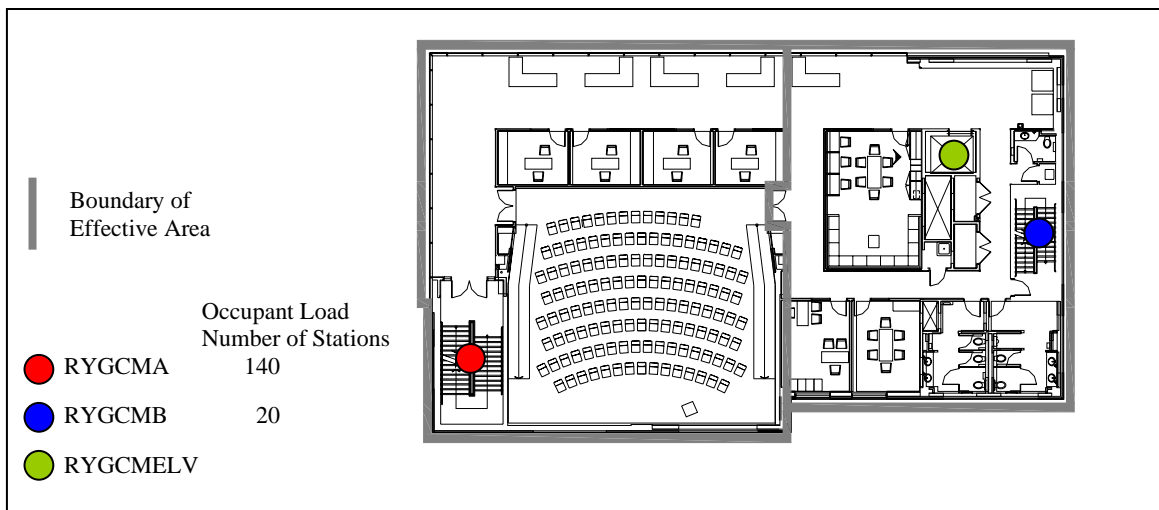 Boundary of
Effective Area
Occupant Load
Number of Stations
RYGCMA 140
RYGCMB 20
RYGCMELV